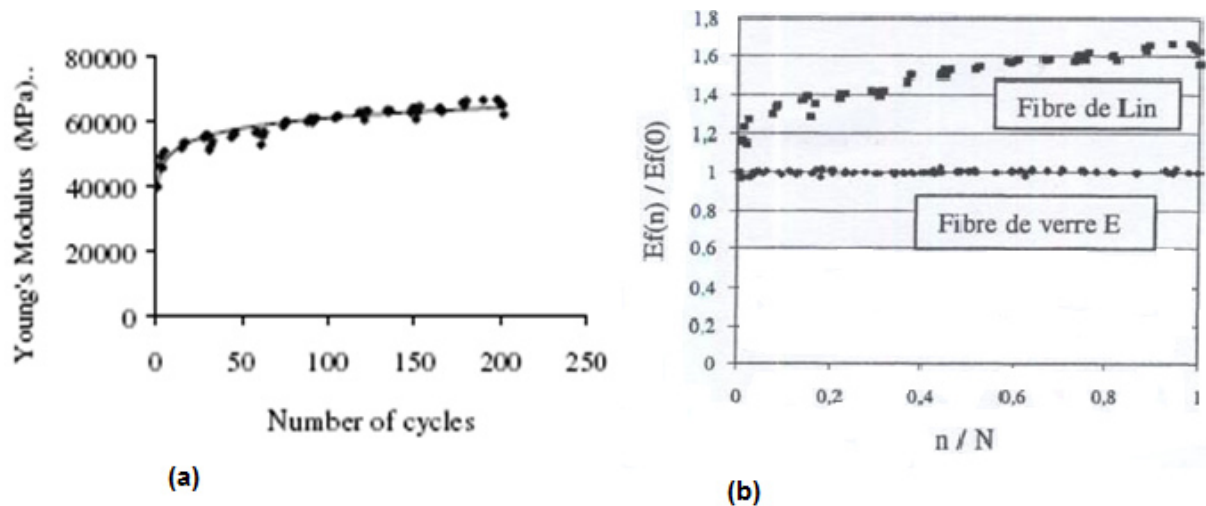 Young's Modulus (MPa)..
80000
60000
40000
20000
0
0 50 100 150 200 250
Number of cycles
(a)
Ef(n) / Ef(0)
1,8
1,6
1,4
1,2
1
0,8
0,6
0,4
0.2
0
Fibre de Lin
Fibre de verre E
0 0,2 0,4 0,6 0,8 1
n / N
(b)